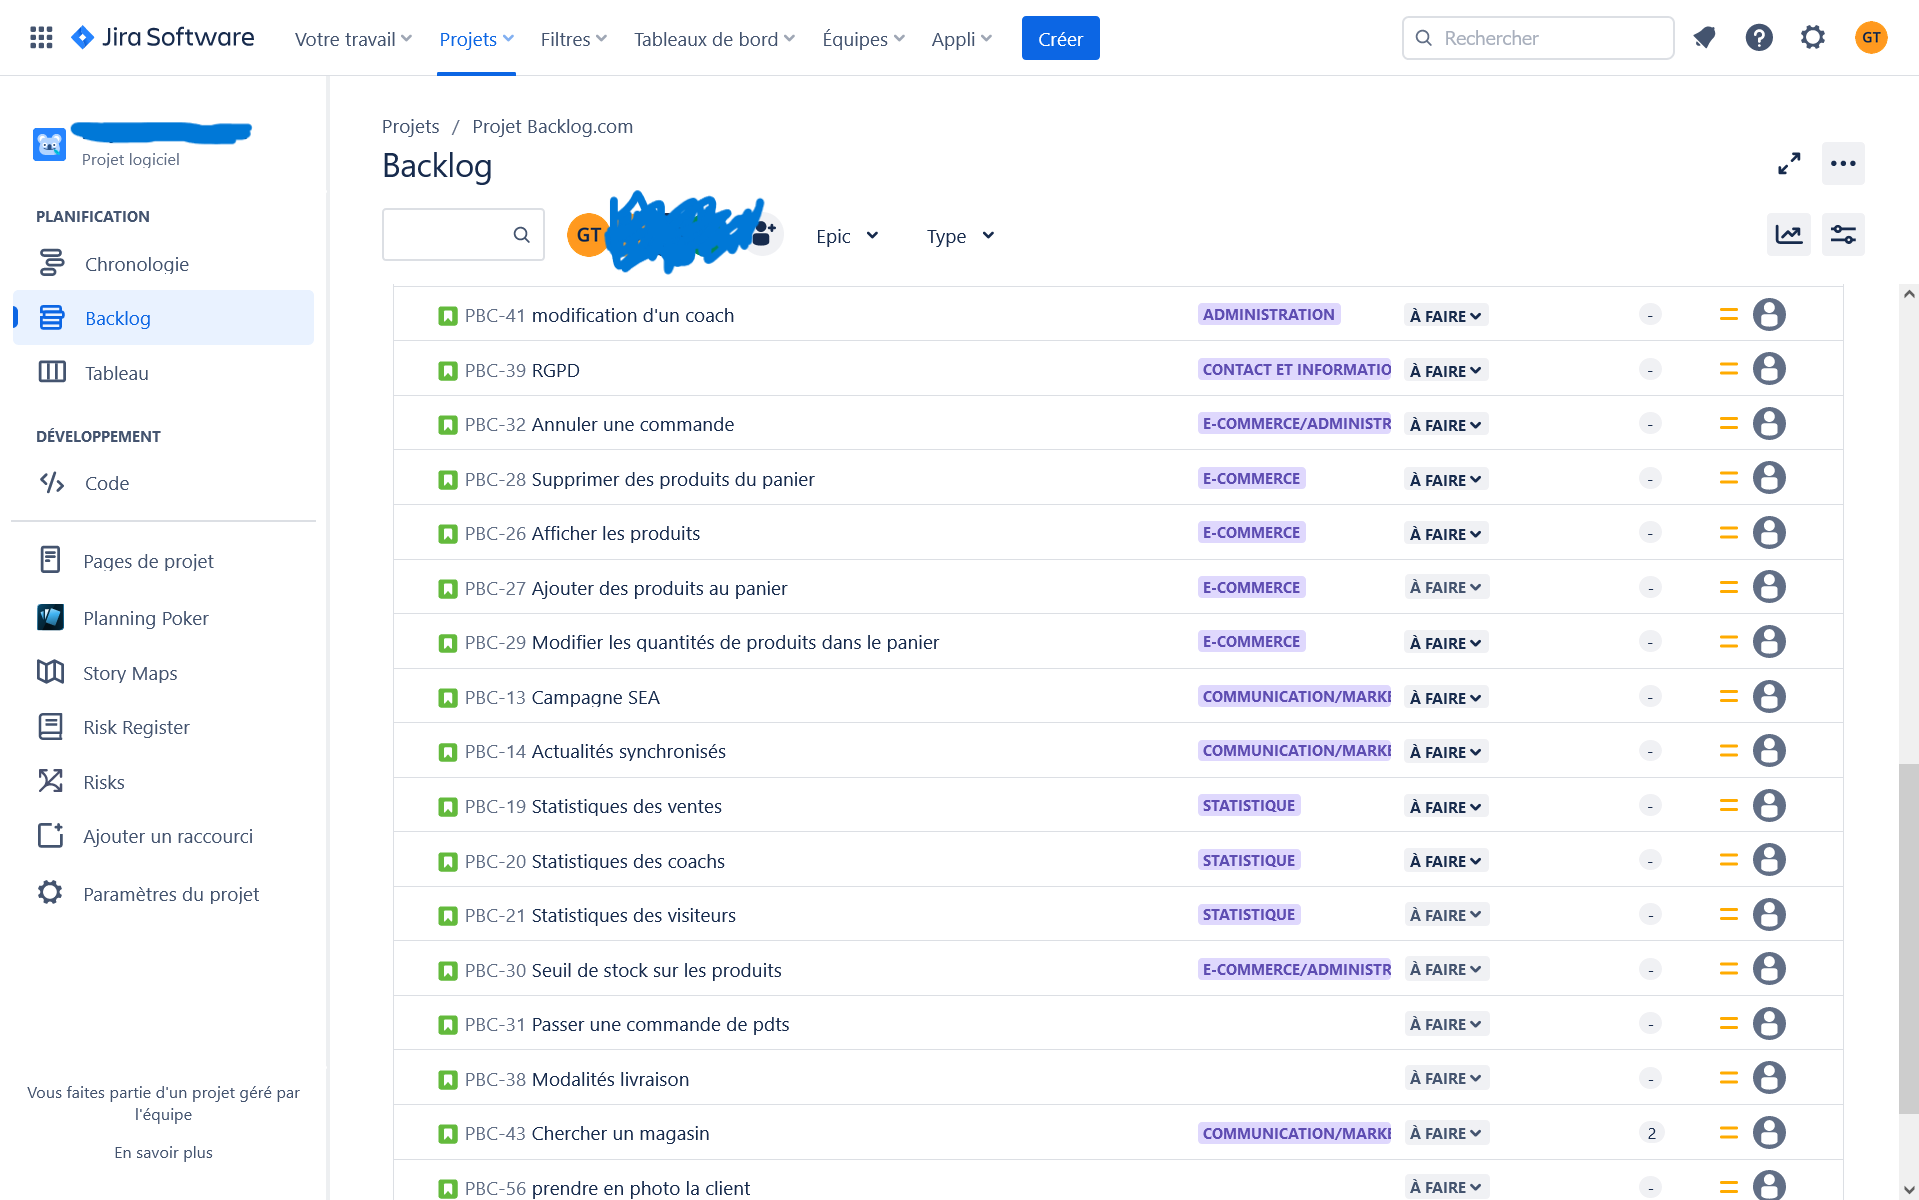 Jira Software
Votre travail
Projets
Filtres
Tableaux de bord
Équipes
Appli
Créer
Rechercher
GT
Projet logiciel
PLANIFICATION
Chronologie
Backlog
Tableau
DÉVELOPPEMENT
Code
Pages de projet
Planning Poker
Story Maps
Risk Register
Risks
Ajouter un raccourci
Paramètres du projet
Vous faites partie d'un projet géré par
l'équipe
En savoir plus
Projets / Projet Backlog.com
Backlog
GT
Epic
Type
PBC-41 modification d'un coach ADMINISTRATION À FAIRE -
PBC-39 RGPD CONTACT ET INFORMATIO À FAIRE -
PBC-32 Annuler une commande E-COMMERCE/ADMINISTR À FAIRE -
PBC-28 Supprimer des produits du panier E-COMMERCE À FAIRE -
PBC-26 Afficher les produits E-COMMERCE À FAIRE -
PBC-27 Ajouter des produits au panier E-COMMERCE À FAIRE -
PBC-29 Modifier les quantités de produits dans le panier E-COMMERCE À FAIRE -
PBC-13 Campagne SEA COMMUNICATION/MARKE À FAIRE -
PBC-14 Actualités synchronisés COMMUNICATION/MARKE À FAIRE -
PBC-19 Statistiques des ventes STATISTIQUE À FAIRE -
PBC-20 Statistiques des coachs STATISTIQUE À FAIRE -
PBC-21 Statistiques des visiteurs STATISTIQUE À FAIRE -
PBC-30 Seuil de stock sur les produits E-COMMERCE/ADMINISTR À FAIRE -
PBC-31 Passer une commande de pdts À FAIRE -
PBC-38 Modalités livraison À FAIRE -
PBC-43 Chercher un magasin COMMUNICATION/MARKE À FAIRE 2
PBC-56 prendre en photo la client À FAIRE -